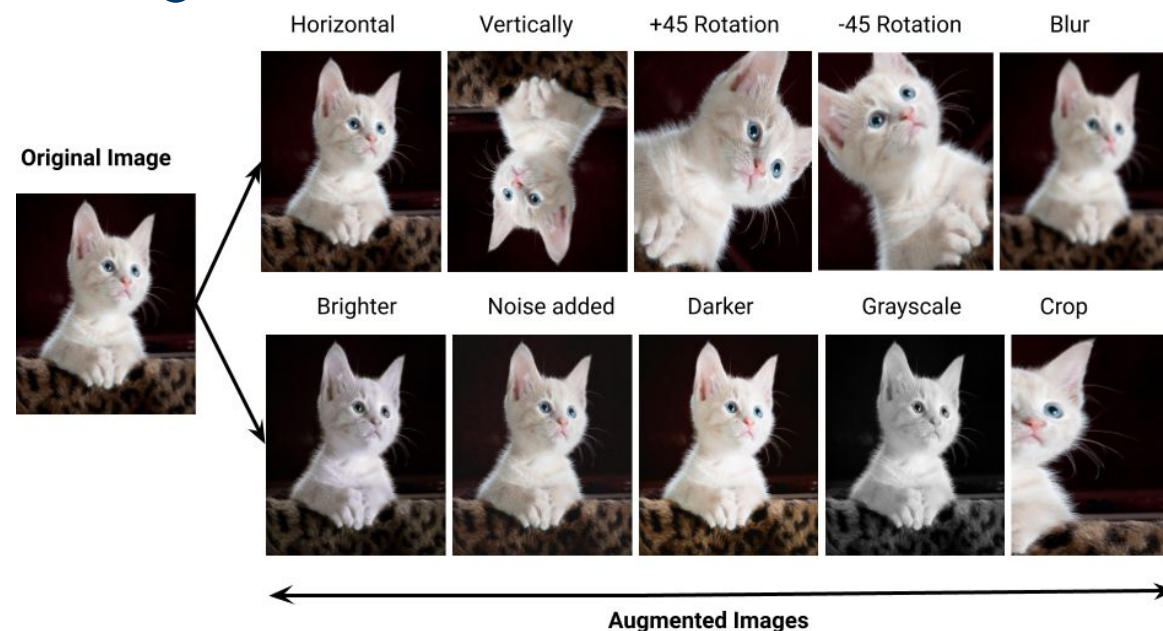 Horizontal Vertically +45 Rotation -45 Rotation Blur
Original Image
Brighter Noise added Darker Grayscale Crop
Augmented Images